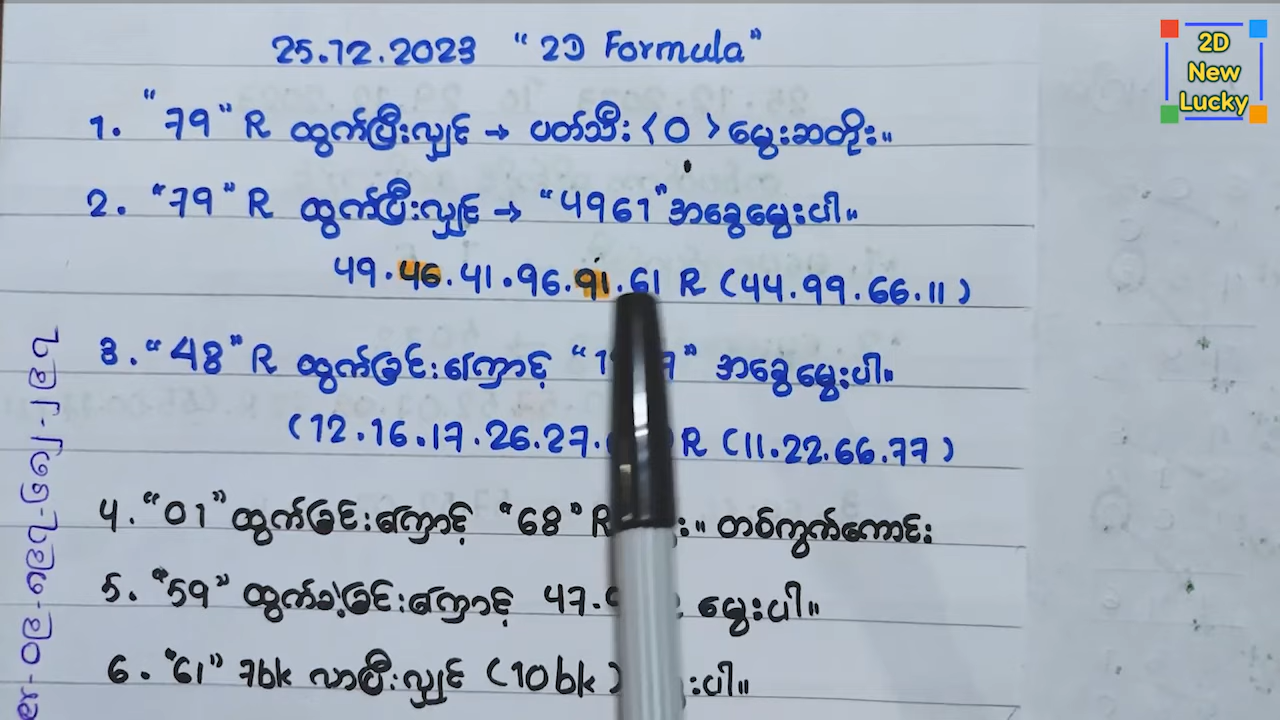 25.12.2023 "2D Formula"
2D
New
Lucky
1. "79" R ထွက်ပြီးလျှင် → ပတ်သီး <0> မွေးဆတိုး။
2. "79" R ထွက်ပြီးလျှင် → "4961" အခွေမွေးပါ။
49.46.41.96.91.61 R (44.99.66.11)
3. "48" R ထွက်ခြင်းကြောင့် "1 7" အခွေမွေးပါ။
(12.16.17.26.27. R (11.22.66.77)
4. "01" ထွက်ခြင်းကြောင့် "68" R း။ တစ်ကွက်ကောင်း
5. "59" ထွက်ခဲ့ခြင်းကြောင့် 47. မွေးပါ။
6. "61" 7bk လာပြီးလျှင် (10bk) းပါ။